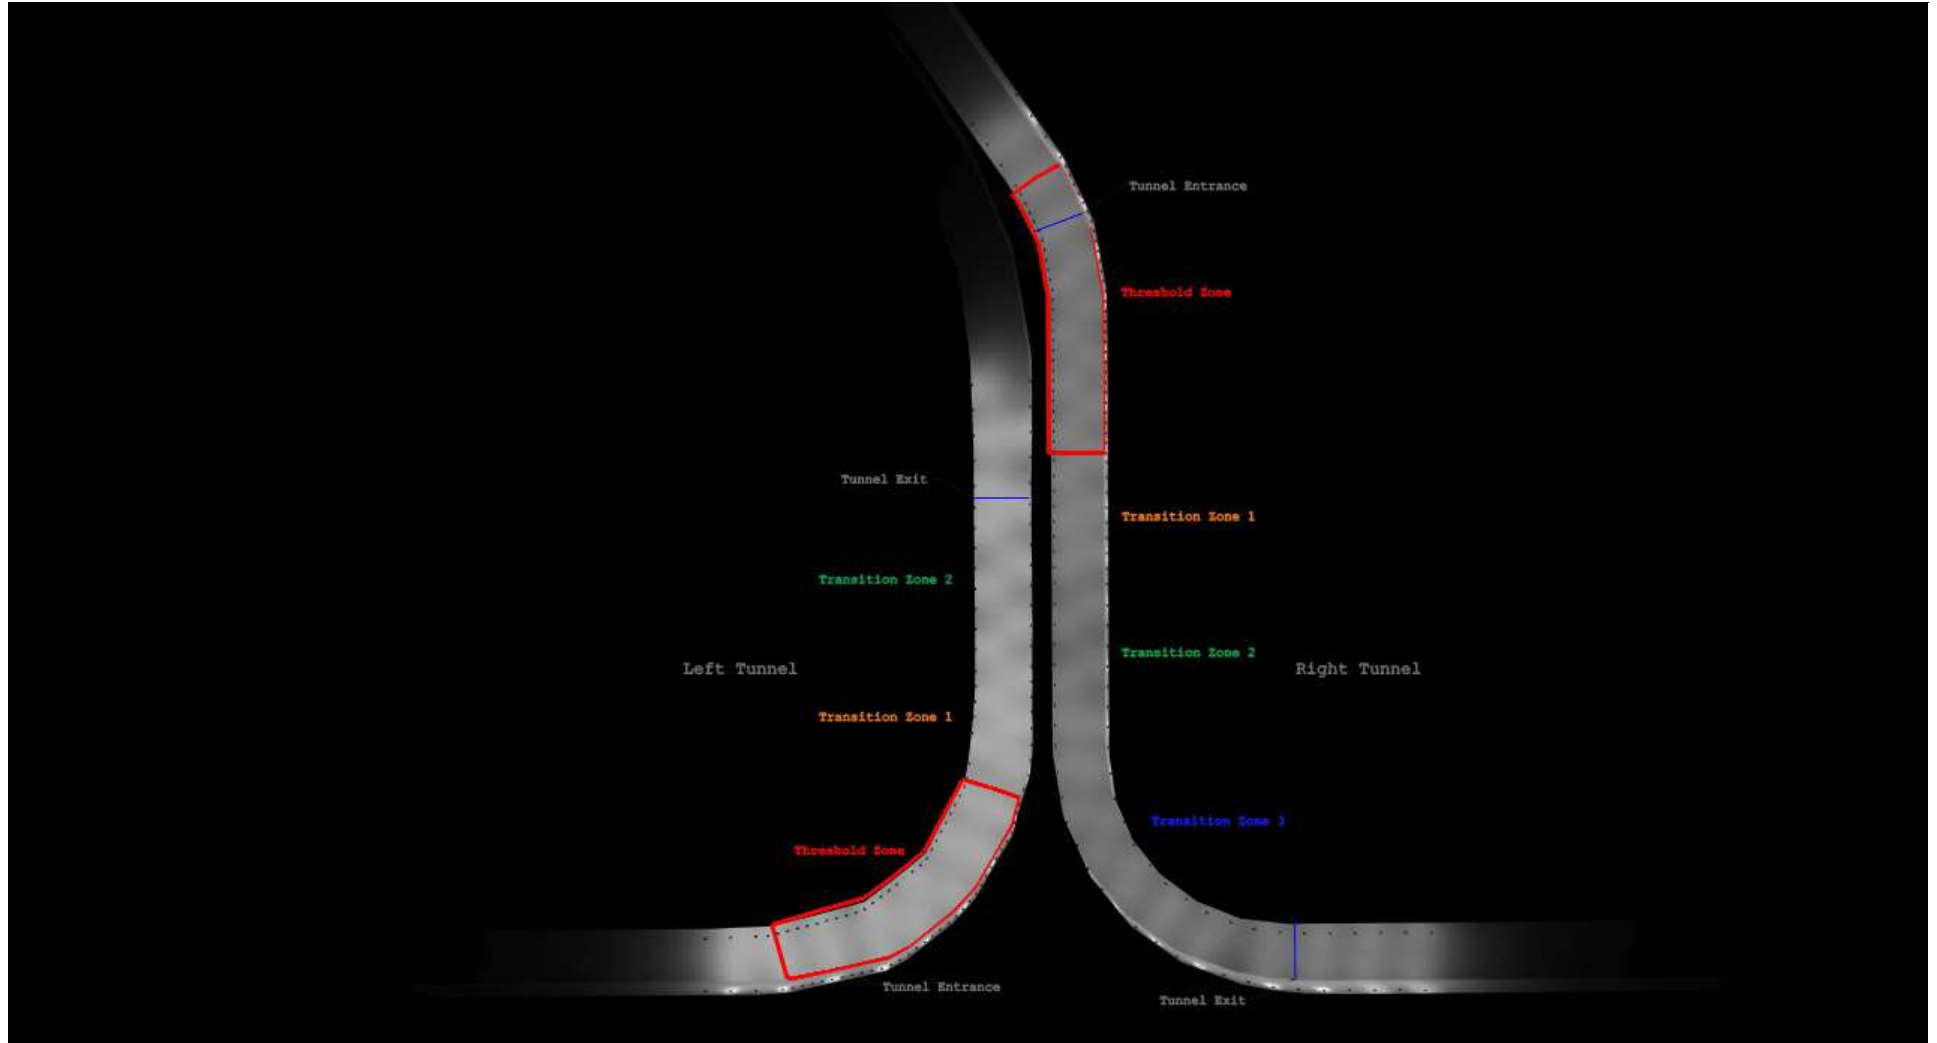 Tunnel Entrance
Threshold Zone
Tunnel Exit
Transition Zone 1
Transition Zone 2
Transition Zone 2
Left Tunnel
Right Tunnel
Transition Zone 1
Transition Zone 3
Threshold Zone
Tunnel Entrance
Tunnel Exit